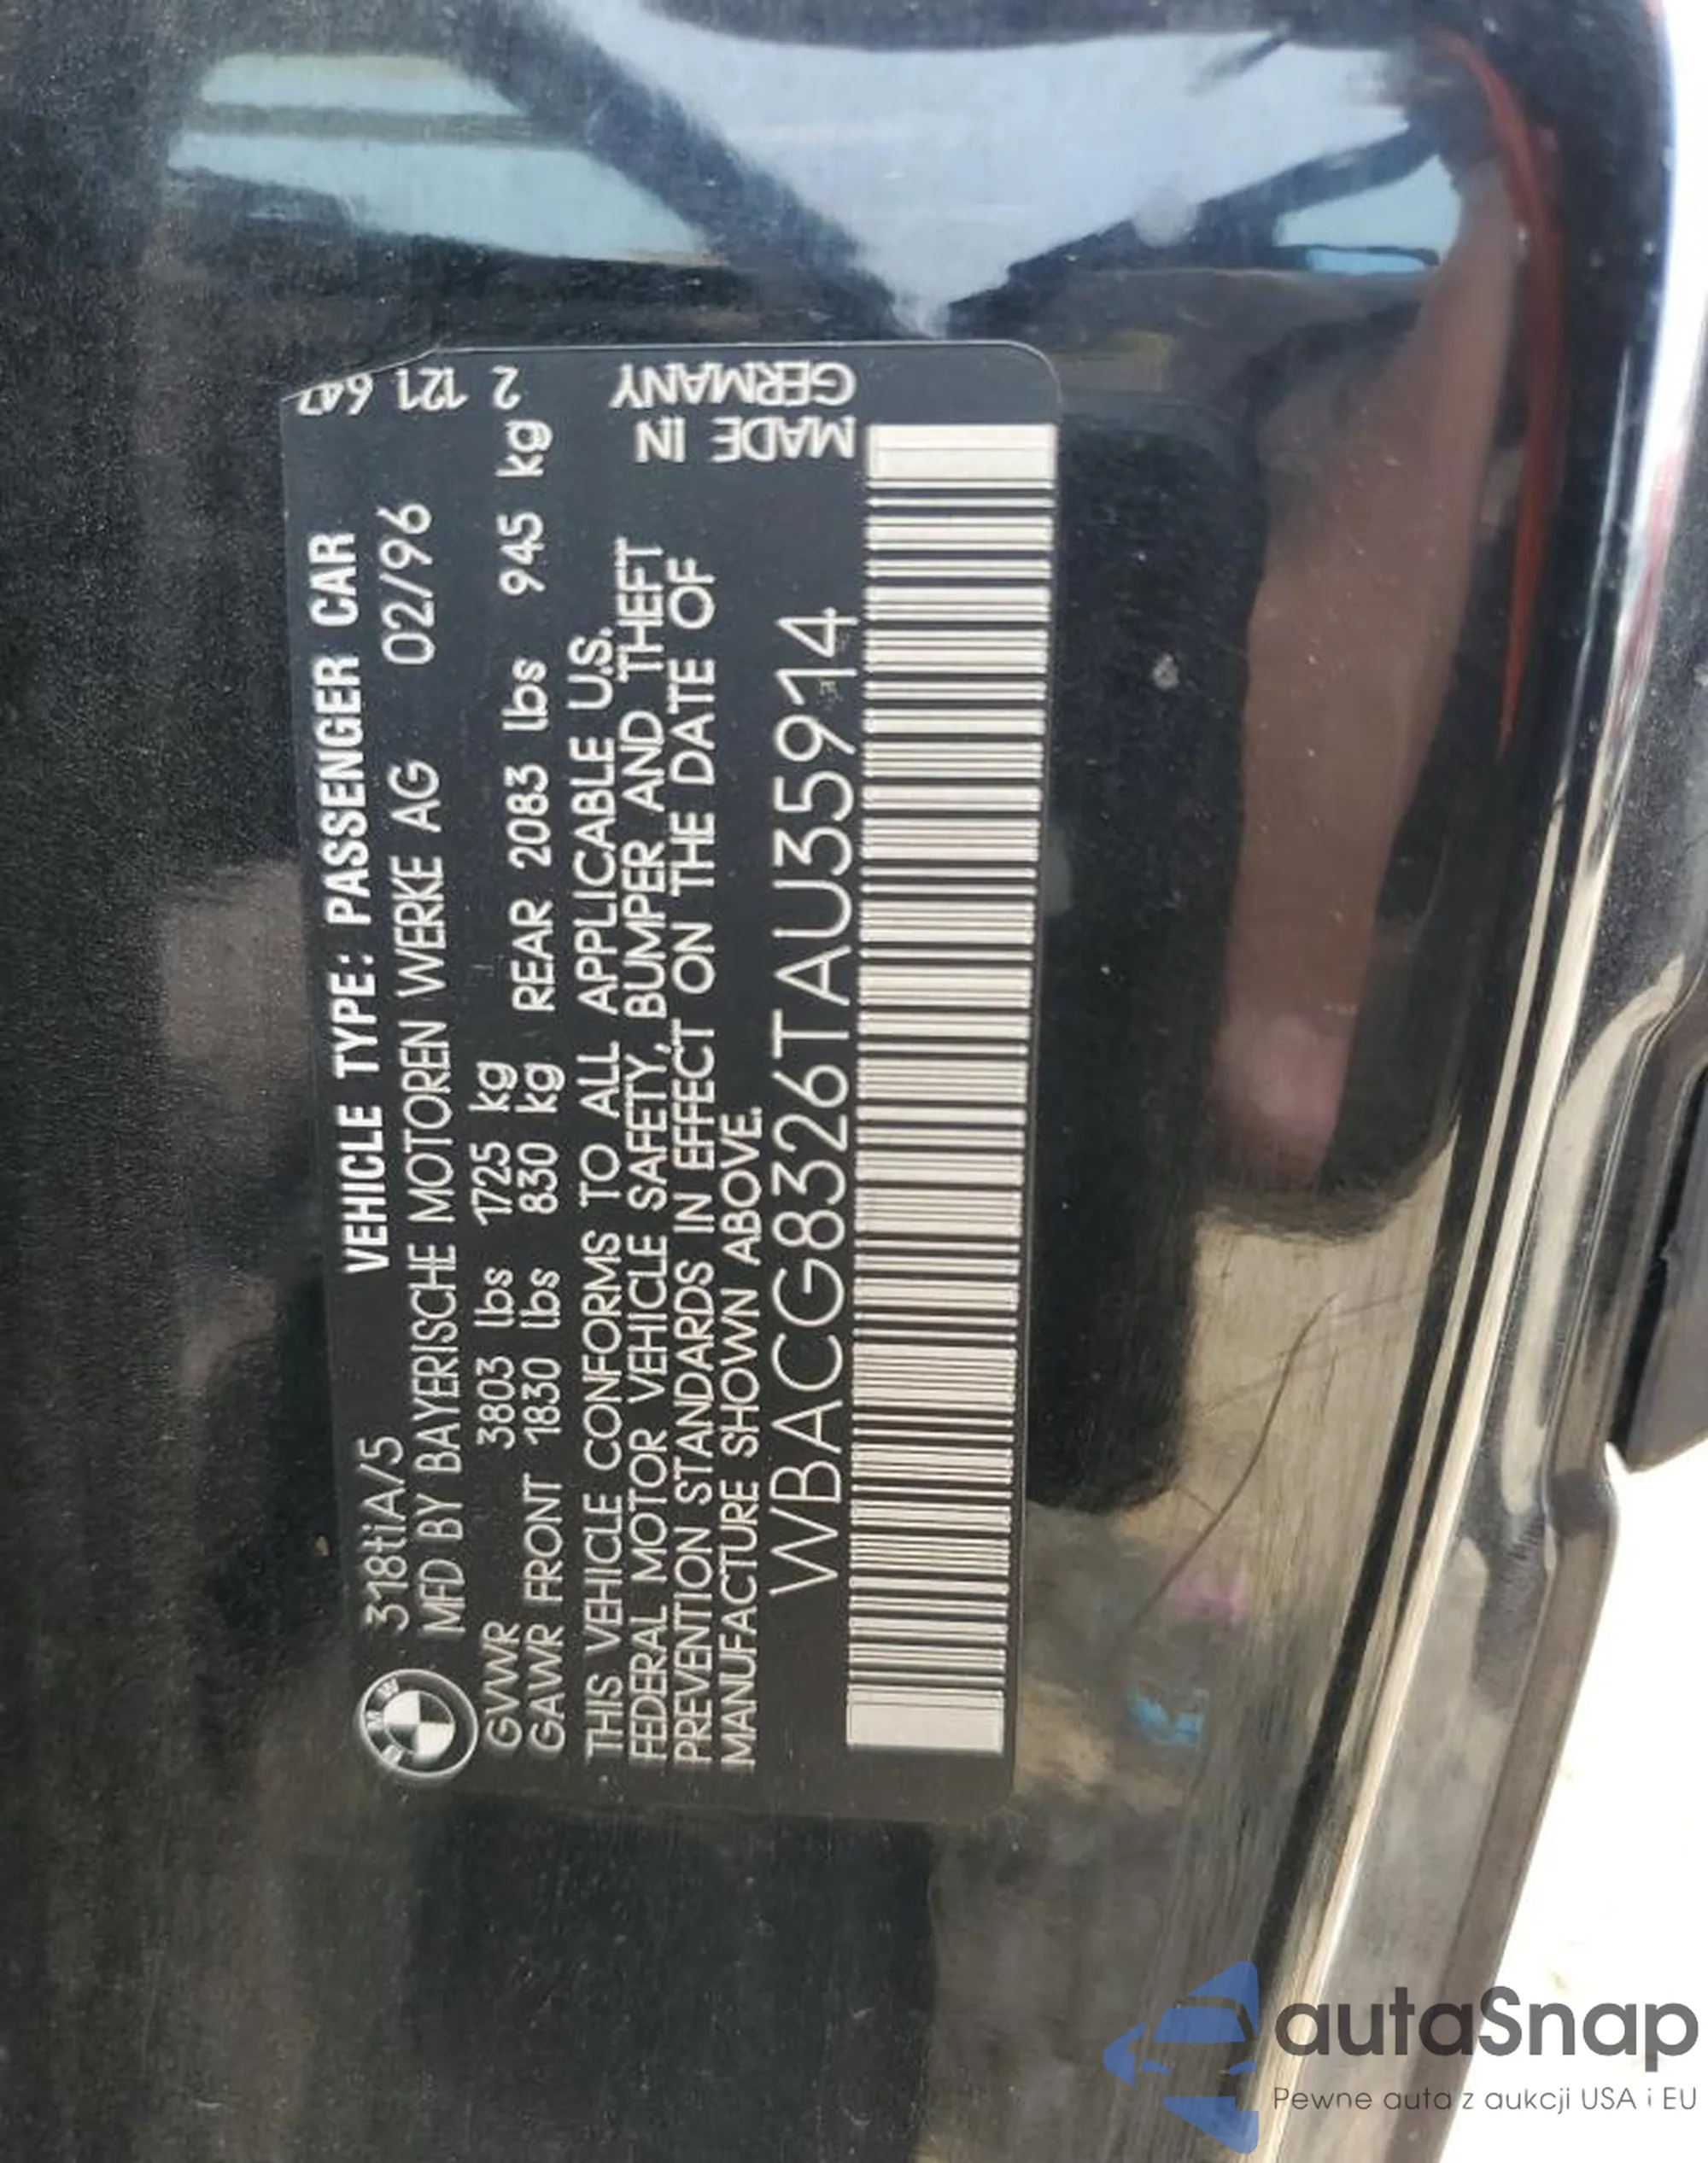 318tiA/5 VEHICLE TYPE: PASSENGER CAR
MFD BY BAYERISCHE MOTOREN WERKE AG 02/96
GVWR 3803 lbs 1725 kg
GAWR FRONT 1830 lbs 830 kg REAR 2083 lbs 945 kg
THIS VEHICLE CONFORMS TO ALL APPLICABLE U.S.
FEDERAL MOTOR VEHICLE SAFETY, BUMPER AND THEFT
PREVENTION STANDARDS IN EFFECT ON THE DATE OF
MANUFACTURE SHOWN ABOVE.
WBACG8326TAU35914
MADE IN
GERMANY
2 121 647
BMW
autaSnap
Pewne auta z aukcji USA i EU